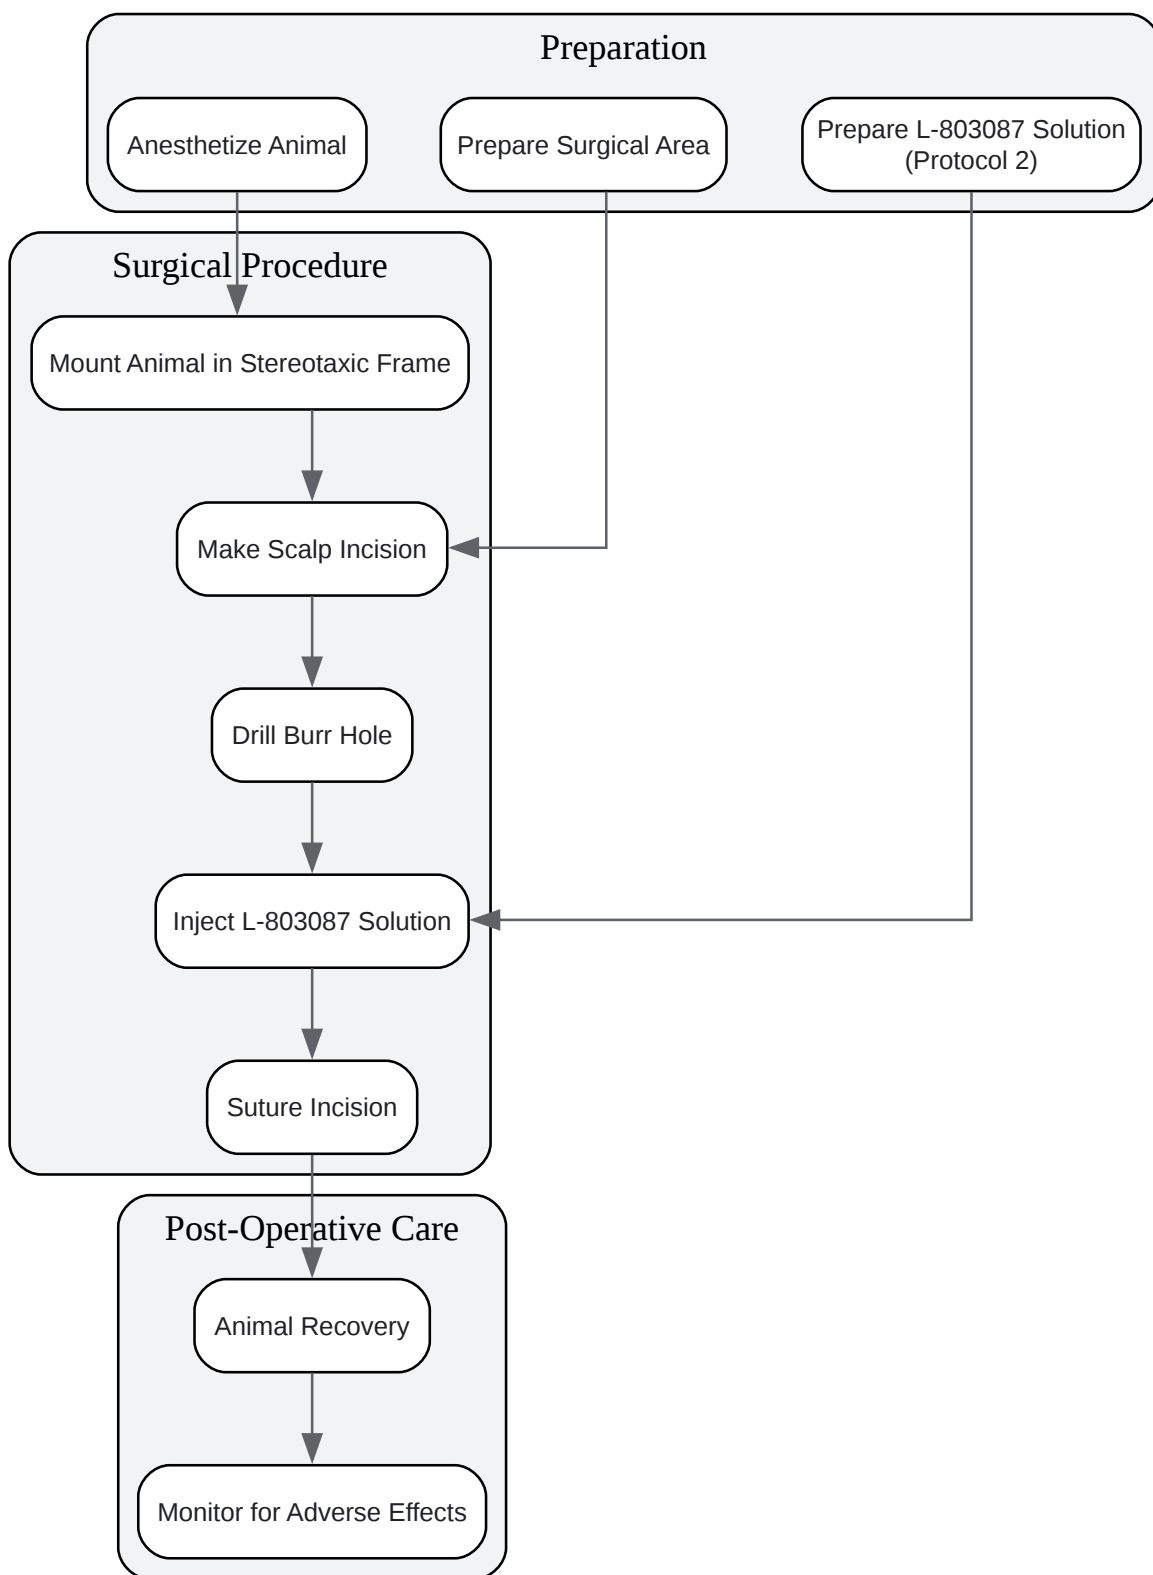 Preparation
Anesthetize Animal
Prepare Surgical Area
Prepare L-803087 Solution
(Protocol 2)
Surgical Procedure
Mount Animal in Stereotaxic Frame
Make Scalp Incision
Drill Burr Hole
Inject L-803087 Solution
Suture Incision
Post-Operative Care
Animal Recovery
Monitor for Adverse Effects